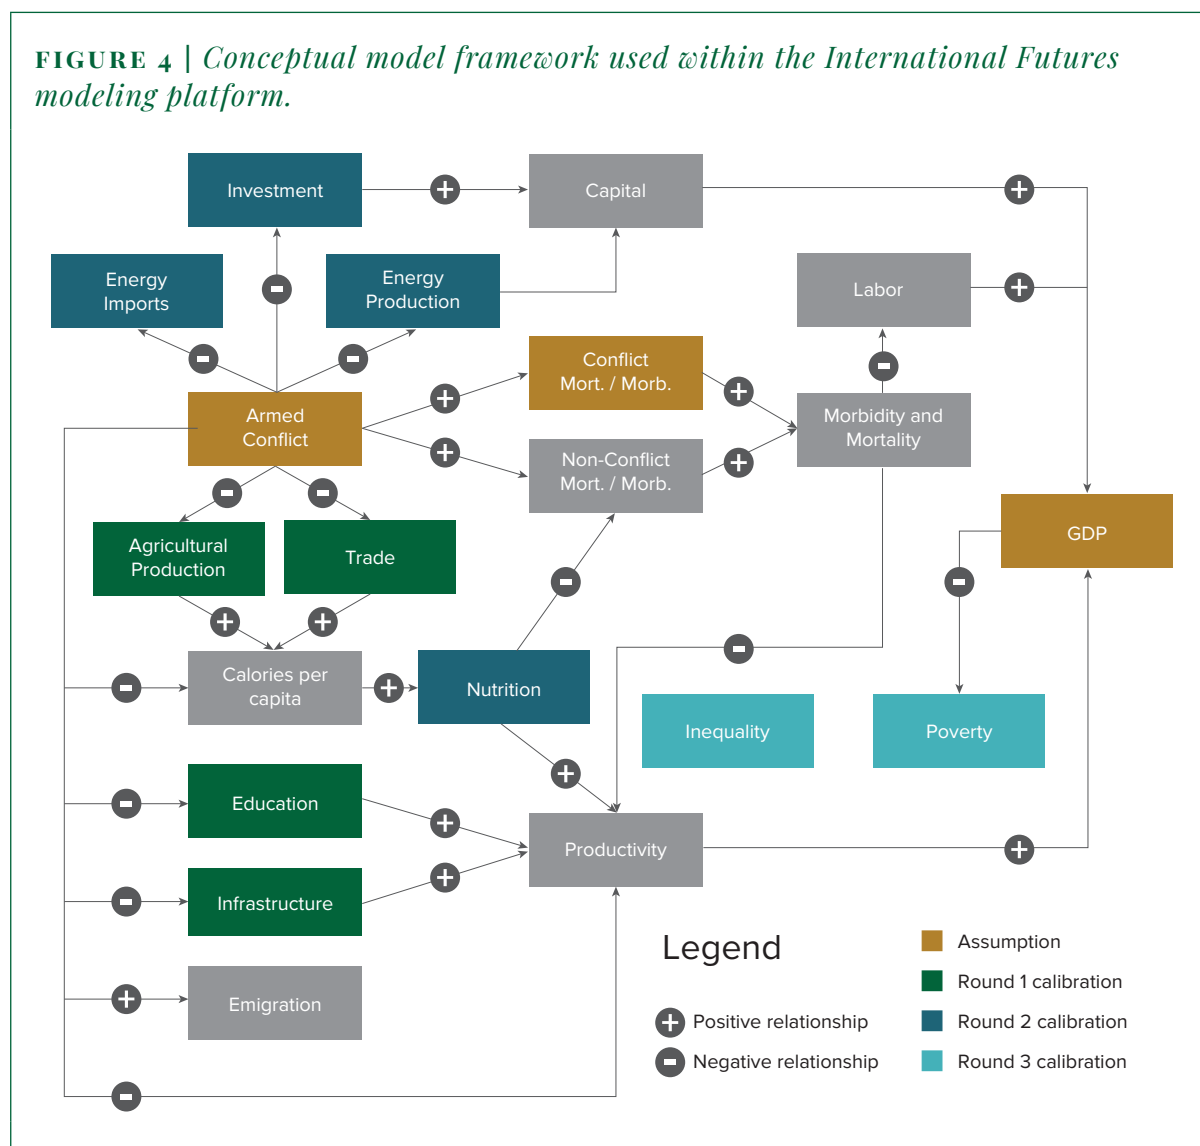 FIGURE 4 | Conceptual model framework used within the International Futures
modeling platform.
Investment
Capital
Energy
Imports
Energy
Production
Labor
Conflict
Mort. / Morb.
Armed
Conflict
Morbidity and
Mortality
Non-Conflict
Mort. / Morb.
GDP
Agricultural
Production
Trade
Calories per
capita
Nutrition
Inequality
Poverty
Education
Productivity
Infrastructure
Emigration
Legend
Positive relationship
Negative relationship
Assumption
Round 1 calibration
Round 2 calibration
Round 3 calibration